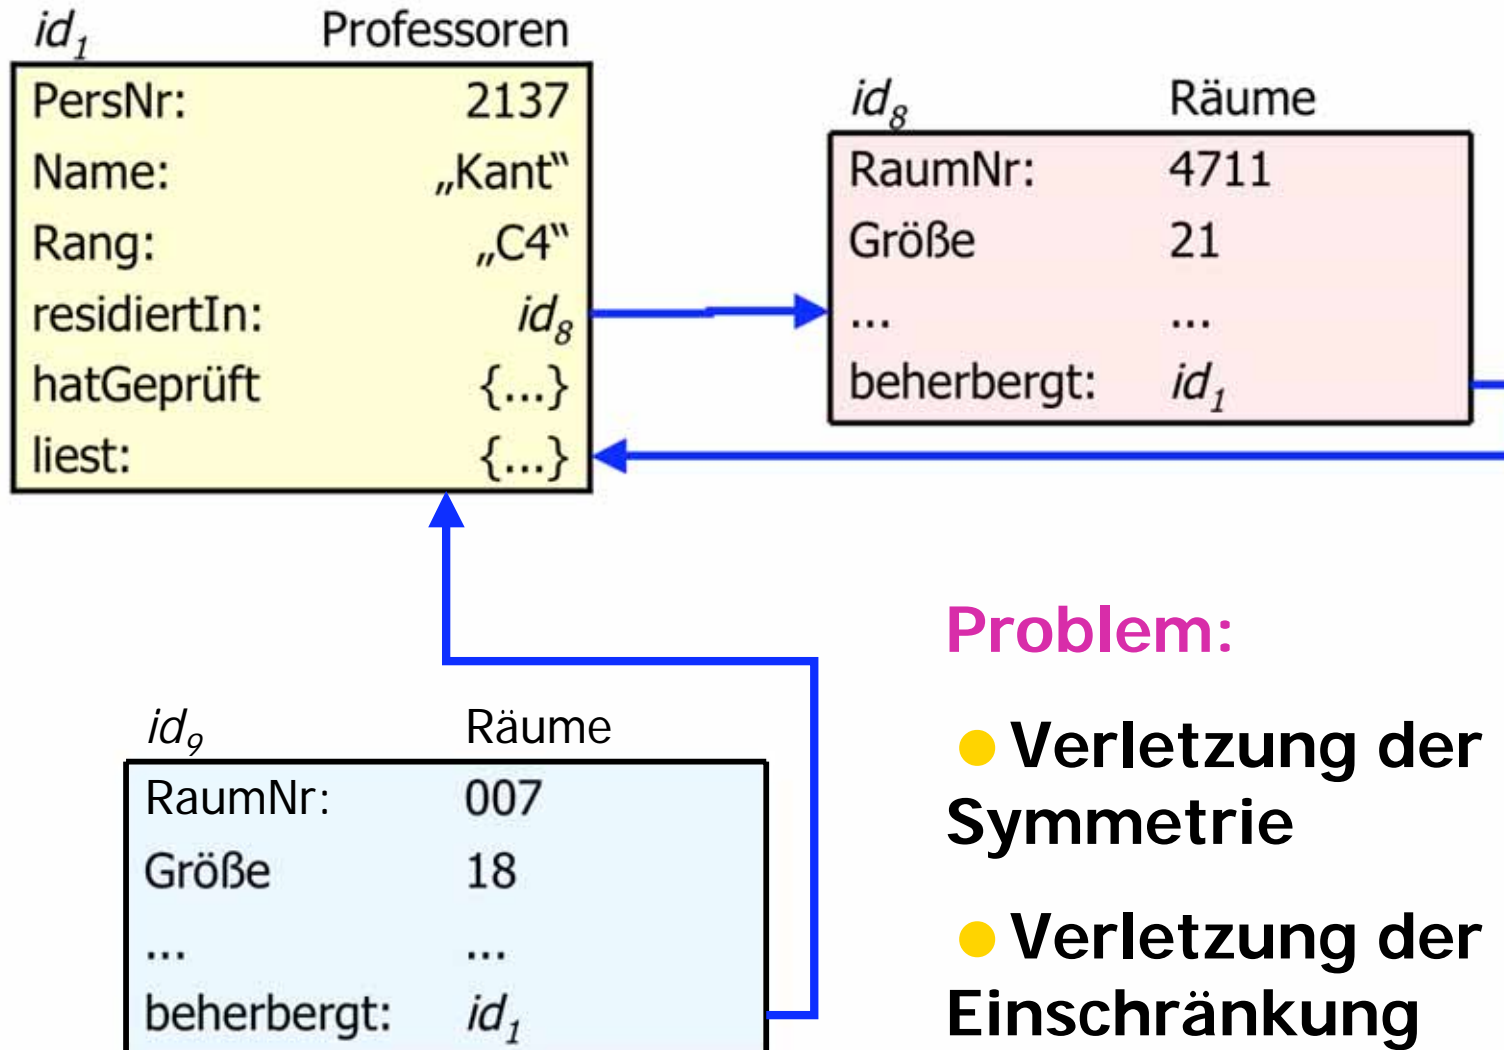 id₁ Professoren
PersNr: 2137
Name: „Kant“
Rang: „C4“
residiertIn: id₈
hatGeprüft {...}
liest: {...}
id₈ Räume
RaumNr: 4711
Größe 21
... ...
beherbergt: id₁
id₉ Räume
RaumNr: 007
Größe 18
... ...
beherbergt: id₁
Problem:
● Verletzung der
Symmetrie
● Verletzung der
Einschränkung